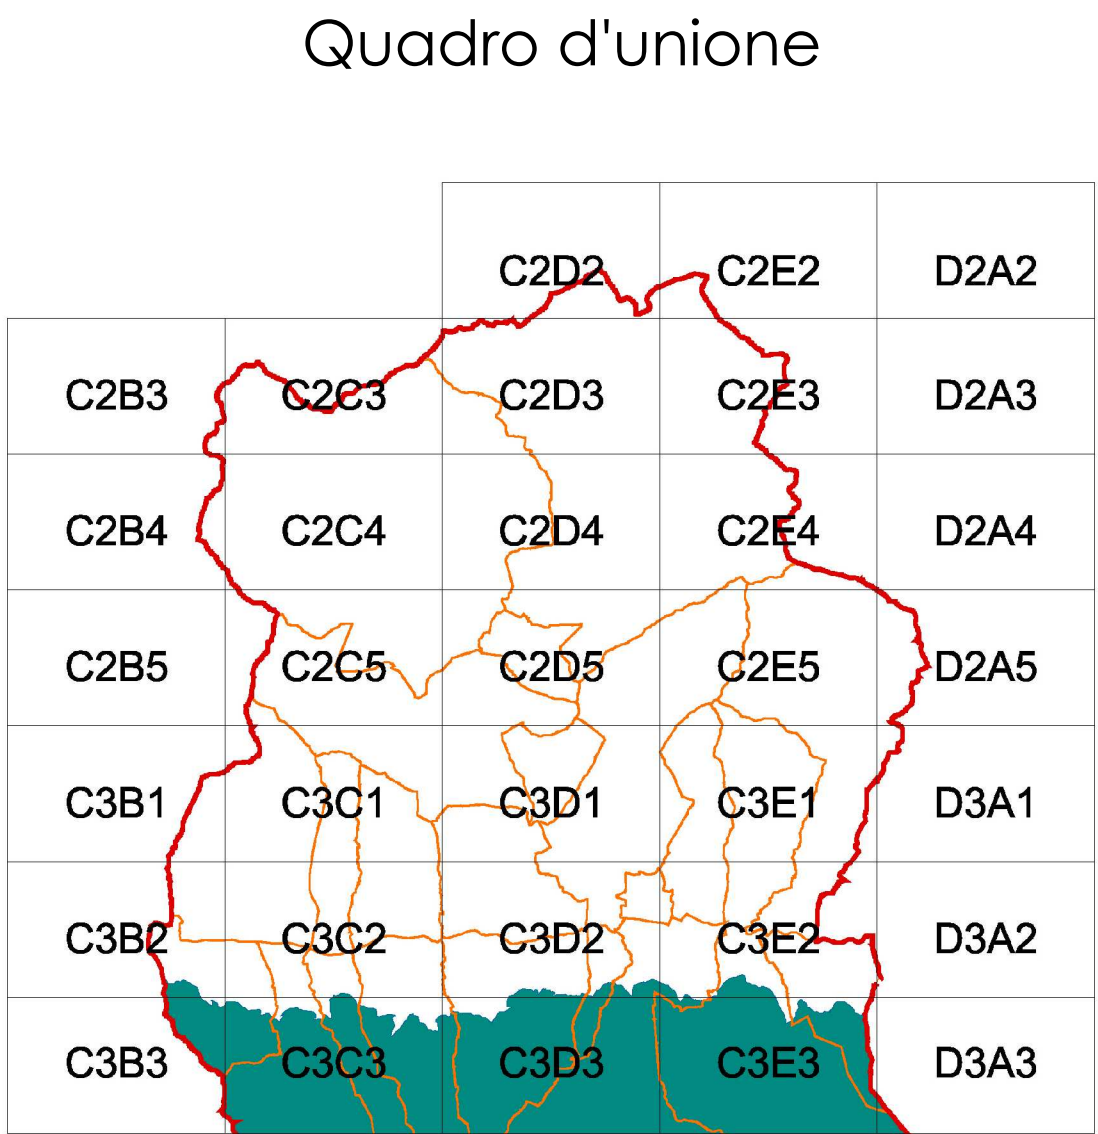 Quadro d'unione
C2D2 C2E2 D2A2
C2B3 C2C3 C2D3 C2E3 D2A3
C2B4 C2C4 C2D4 C2E4 D2A4
C2B5 C2C5 C2D5 C2E5 D2A5
C3B1 C3C1 C3D1 C3E1 D3A1
C3B2 C3C2 C3D2 C3E2 D3A2
C3B3 C3C3 C3D3 C3E3 D3A3